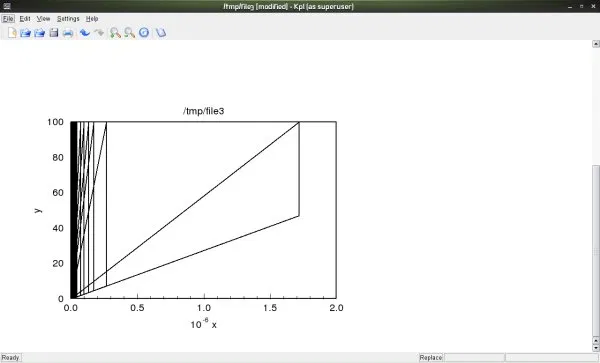 /tmp/file3 [modified] - Kpl [as superuser]
File Edit View Settings Help
/tmp/file3
100
80
60
40
20
0
y
0.0 0.5 1.0 1.5 2.0
10^-6 x
Ready Replace